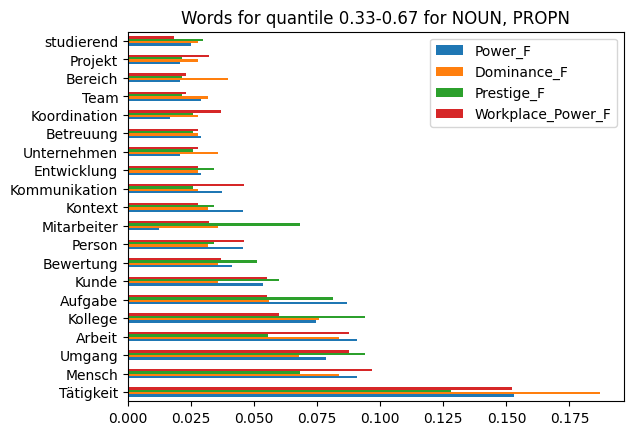 Words for quantile 0.33-0.67 for NOUN, PROPN
studierend
Projekt
Bereich
Team
Koordination
Betreuung
Unternehmen
Entwicklung
Kommunikation
Kontext
Mitarbeiter
Person
Bewertung
Kunde
Aufgabe
Kollege
Arbeit
Umgang
Mensch
Tätigkeit
Power_F
Dominance_F
Prestige_F
Workplace_Power_F
0.000 0.025 0.050 0.075 0.100 0.125 0.150 0.175